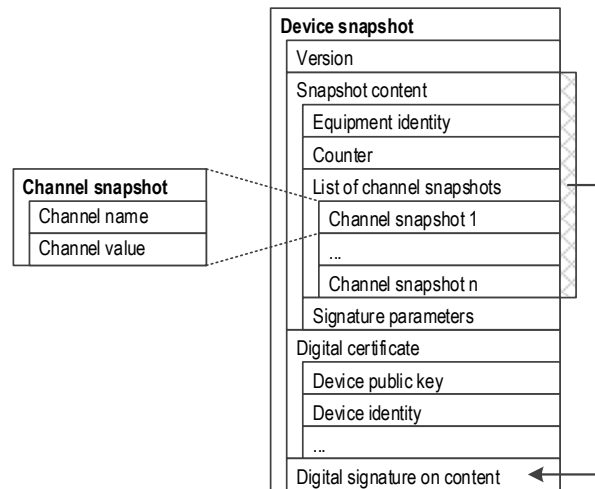 Device snapshot
Version
Snapshot content
Equipment identity
Counter
List of channel snapshots
Channel snapshot 1
...
Channel snapshot n
Signature parameters
Digital certificate
Device public key
Device identity
...
Digital signature on content
Channel snapshot
Channel name
Channel value